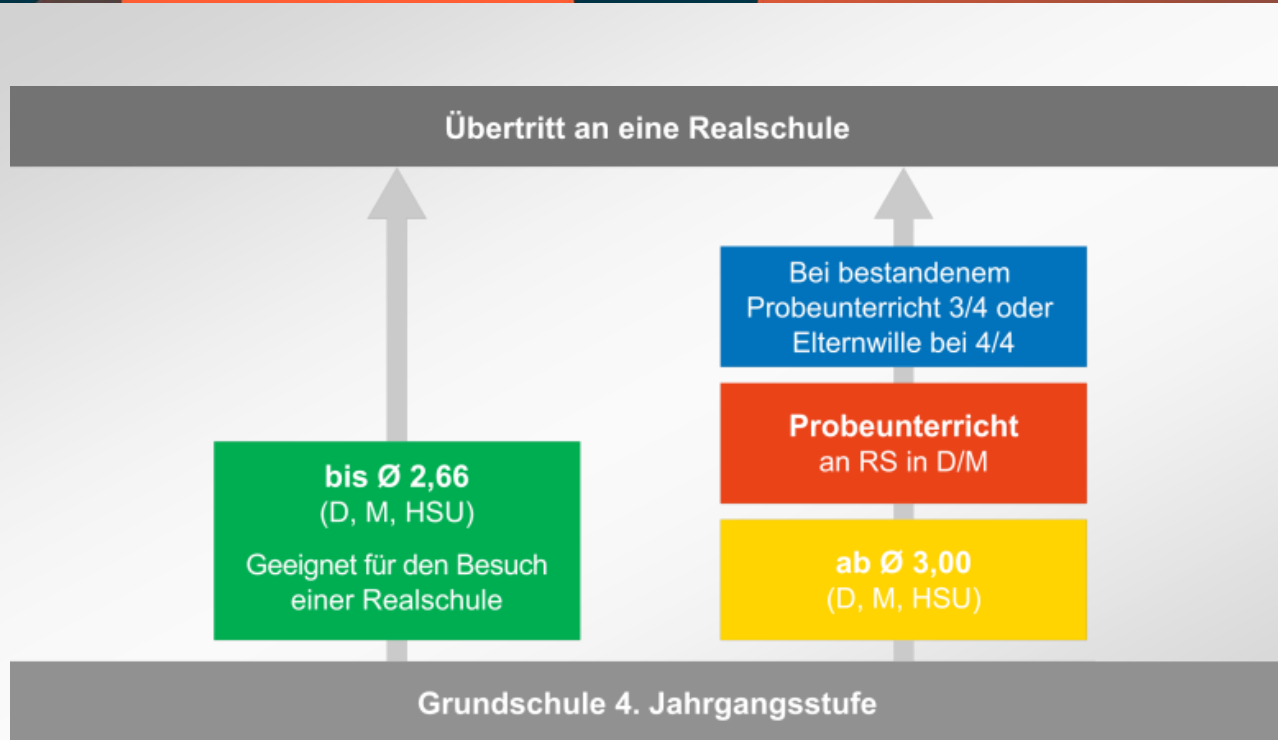 Übertritt an eine Realschule
Bei bestandenem
Probeunterricht 3/4 oder
Elternwille bei 4/4
Probeunterricht
an RS in D/M
bis Ø 2,66
(D, M, HSU)
Geeignet für den Besuch
einer Realschule
ab Ø 3,00
(D, M, HSU)
Grundschule 4. Jahrgangsstufe